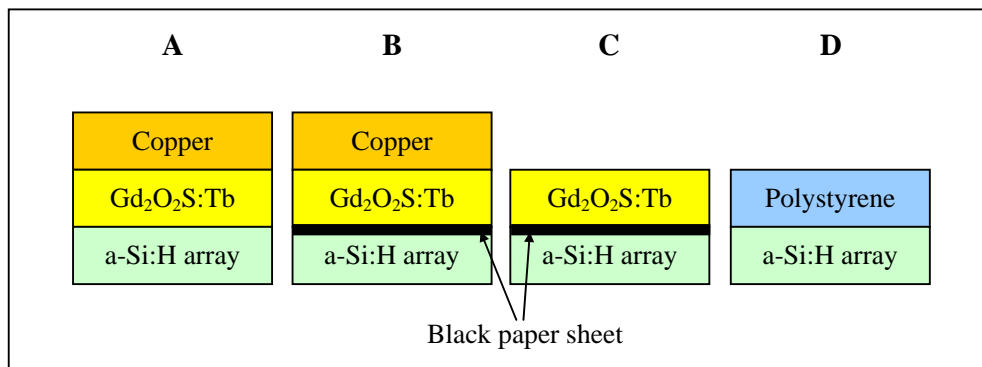 A B C D
Copper Copper
Gd₂O₂S:Tb Gd₂O₂S:Tb Gd₂O₂S:Tb Polystyrene
a-Si:H array a-Si:H array a-Si:H array a-Si:H array
Black paper sheet